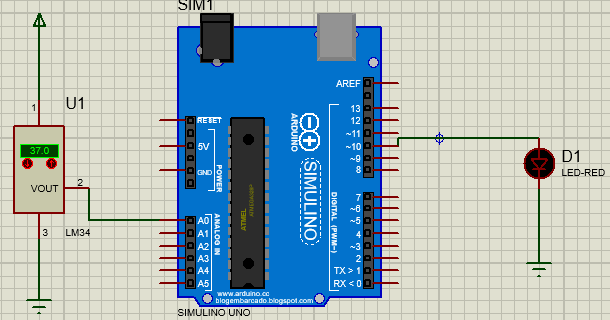 SIM1
1
U1
37.0
VOUT
2
3
LM34
RESET
5V
GND
POWER
A0
A1
A2
A3
A4
A5
ANALOG IN
ATMEL
ARDUINO
SIMULINO
AREF
13
12
~11
~10
~9
8
7
~6
~5
4
~3
2
TX > 1
RX < 0
DIGITAL (PWM~)
www.arduino.cc
blogembarcado.blogspot.com
SIMULINO UNO
D1
LED-RED